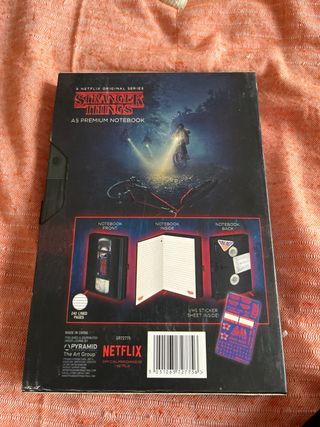 A NETFLIX ORIGINAL SERIES
STRANGER
THINGS
A5 PREMIUM NOTEBOOK
NOTEBOOK
FRONT
NOTEBOOK
INSIDE
NOTEBOOK
BACK
240 LINED
PAGES
VHS STICKER
SHEET INSIDE
MADE IN CHINA
PYRAMID
The Art Group
NETFLIX
SR72775